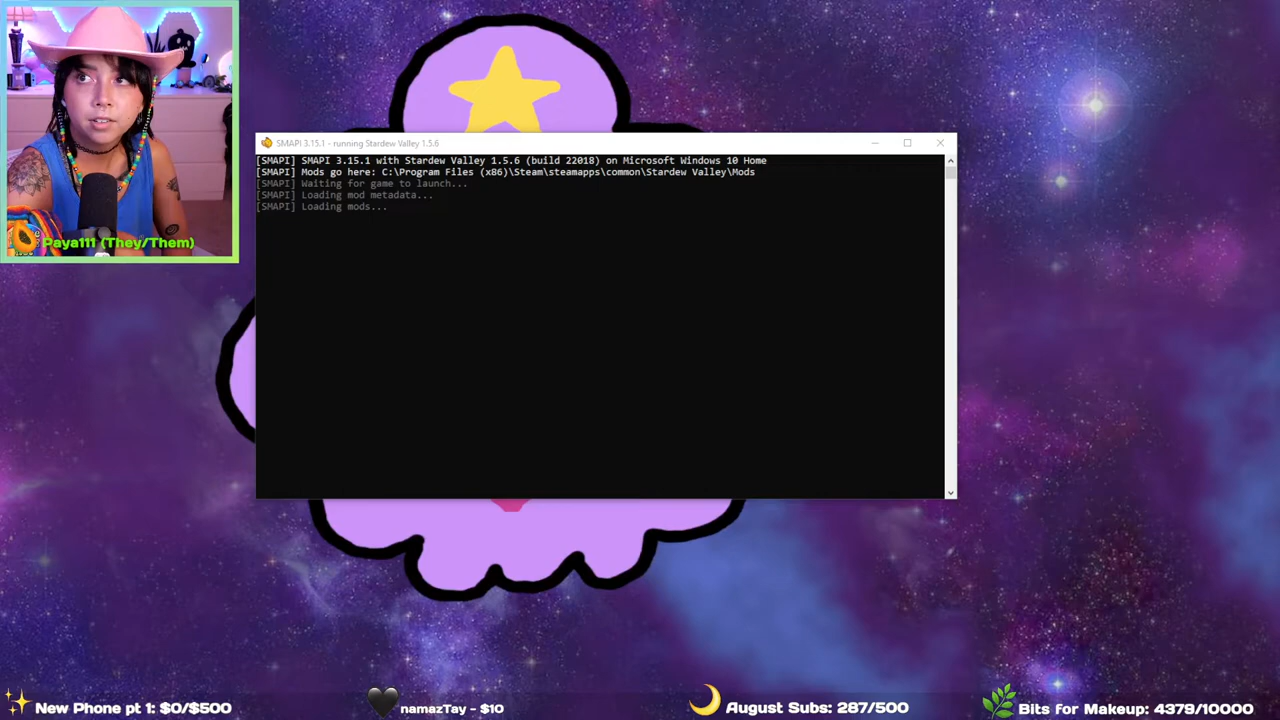 SMAPI 3.15.1 - running Stardew Valley 1.5.6
[SMAPI] SMAPI 3.15.1 with Stardew Valley 1.5.6 (build 22018) on Microsoft Windows 10 Home
[SMAPI] Mods go here: C:\Program Files (x86)\Steam\steamapps\common\Stardew Valley\Mods
[SMAPI] Waiting for game to launch...
[SMAPI] Loading mod metadata...
[SMAPI] Loading mods...
Paya111 (They/Them)
New Phone pt 1: $0/$500
namazTay - $10
August Subs: 287/500
Bits for Makeup: 4379/10000